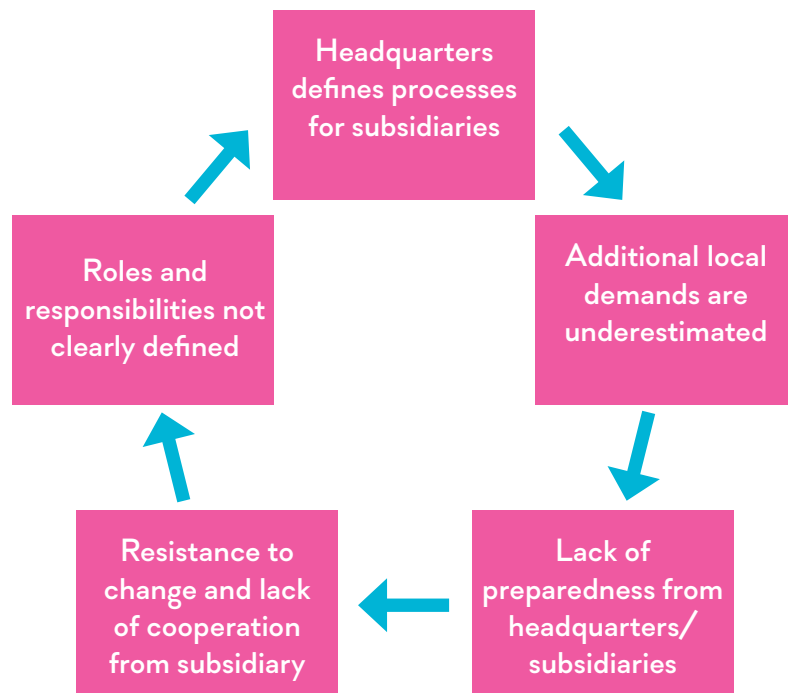 Headquarters
defines processes
for subsidiaries
Additional local
demands are
underestimated
Lack of
preparedness from
headquarters/
subsidiaries
Resistance to
change and lack
of cooperation
from subsidiary
Roles and
responsibilities not
clearly defined